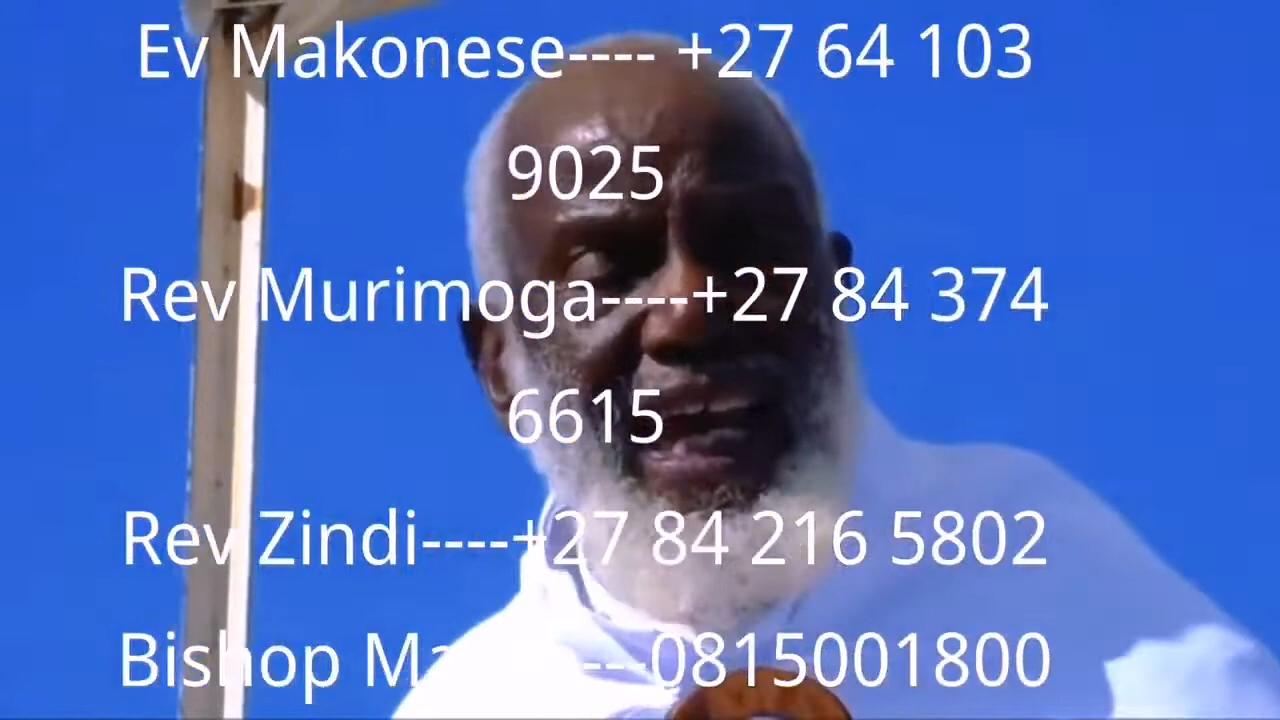 Ev Makonese---- +27 64 103
9025
Rev Murimoga----+27 84 374
6615
Rev Zindi----+27 84 216 5802
Bishop ----0815001800